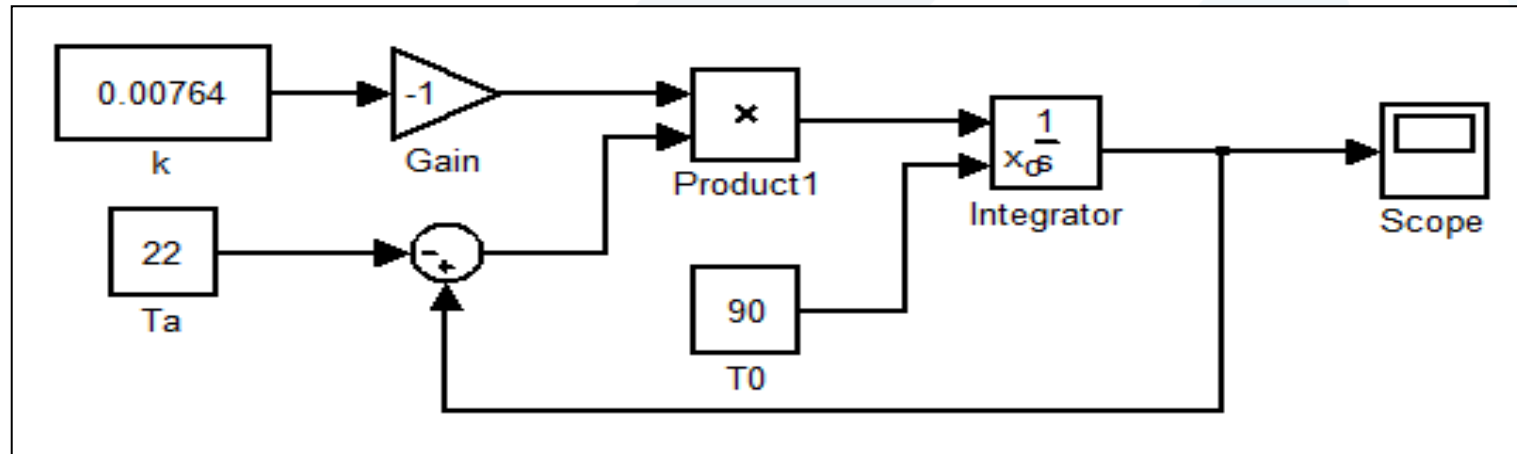 0.00764
k
-1
Gain
×
Product1
1
x₀ s
Integrator
Scope
22
Ta
-
+
90
T0